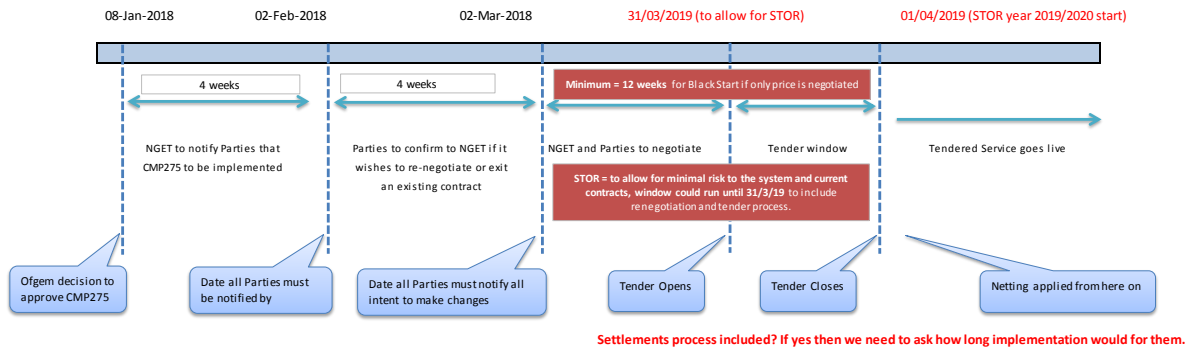 08-Jan-2018
02-Feb-2018
02-Mar-2018
31/03/2019 (to allow for STOR)
01/04/2019 (STOR year 2019/2020 start)
4 weeks
4 weeks
Minimum = 12 weeks for Black Start if only price is negotiated
NGET to notify Parties that
CMP275 to be implemented
Parties to confirm to NGET if it
wishes to re-negotiate or exit
an existing contract
NGET and Parties to negotiate
Tender window
Tendered Service goes live
STOR = to allow for minimal risk to the system and current
contracts, window could run until 31/3/19 to include
renegotiation and tender process.
Ofgem decision to
approve CMP275
Date all Parties must
be notified by
Date all Parties must notify all
intent to make changes
Tender Opens
Tender Closes
Netting applied from here on
Settlements process included? If yes then we need to ask how long implementation would for them.